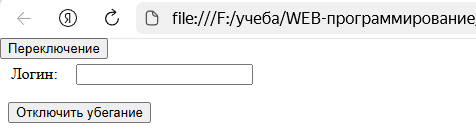 file:///F:/учеба/WEB-программирование
Переключение
Логин:
Отключить убегание